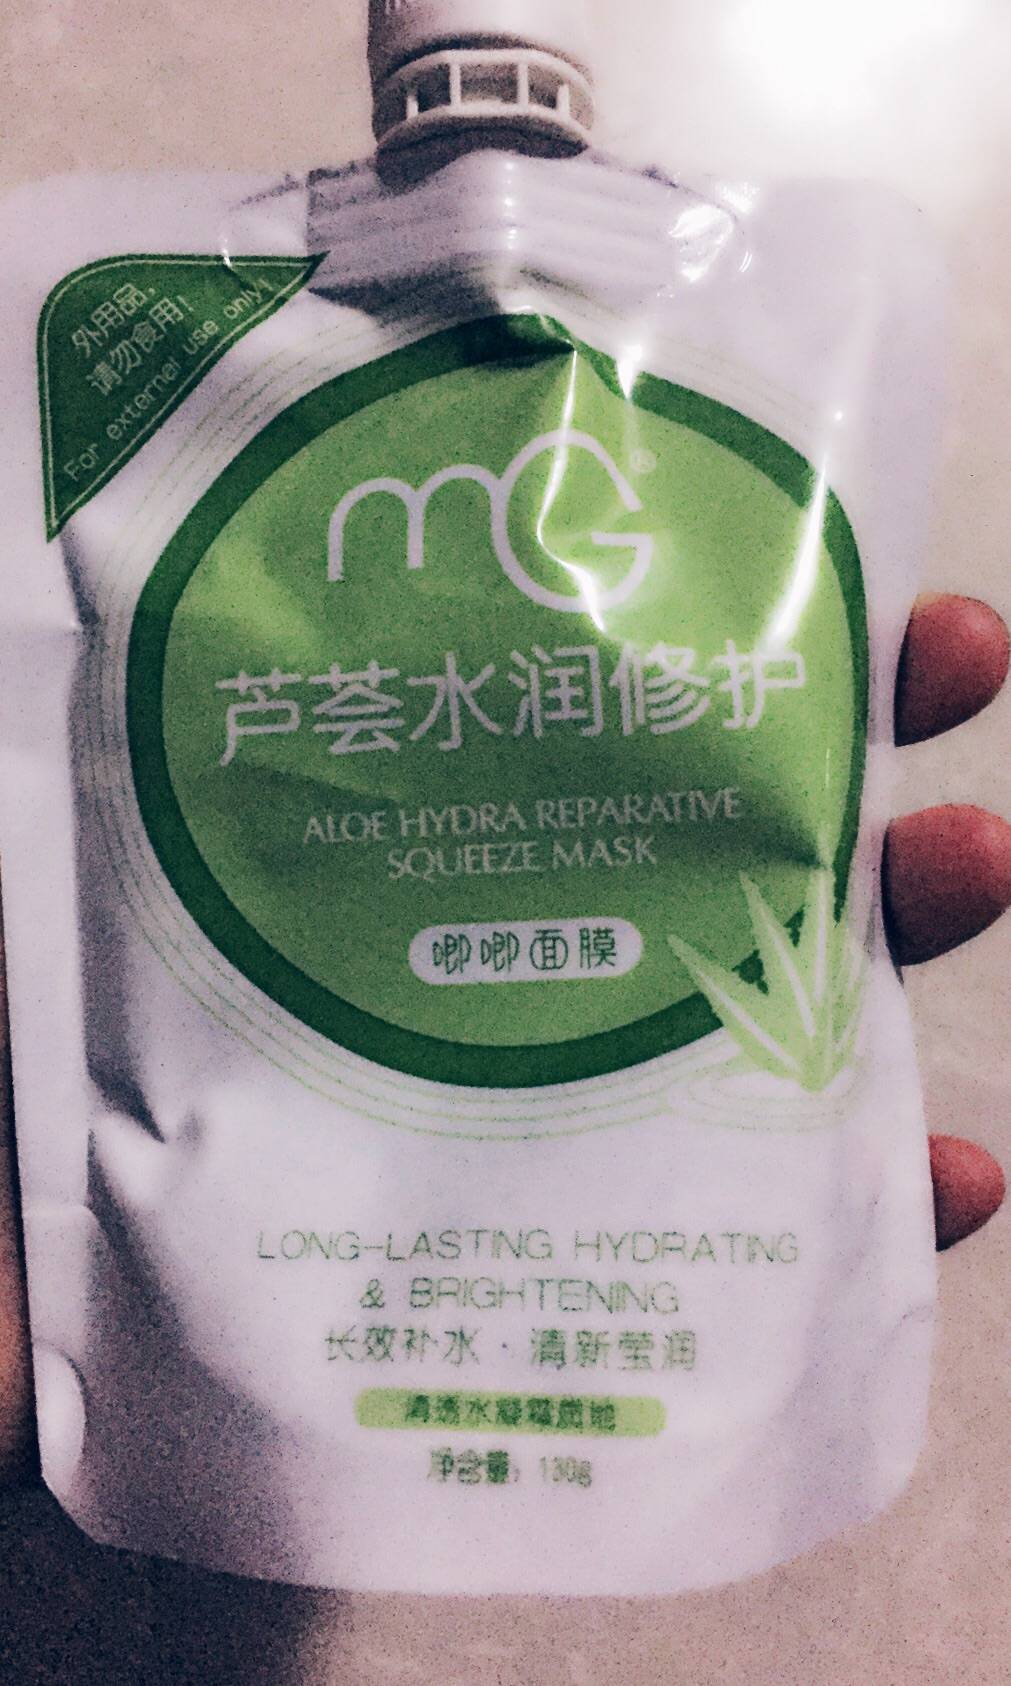 外用品,
请勿食用!
For external use only!
mG®
芦荟水润修护
ALOE HYDRA REPARATIVE
SQUEEZE MASK
唧唧面膜
LONG-LASTING HYDRATING
& BRIGHTENING
长效补水·清新莹润
净含量: 130g